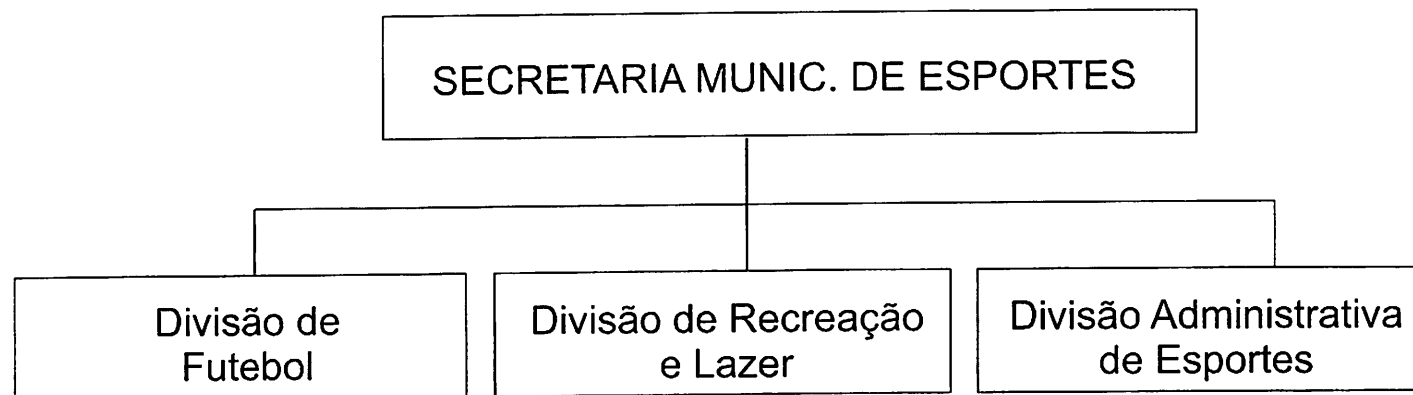 SECRETARIA MUNIC. DE ESPORTES
Divisão de
Futebol
Divisão de Recreação
e Lazer
Divisão Administrativa
de Esportes